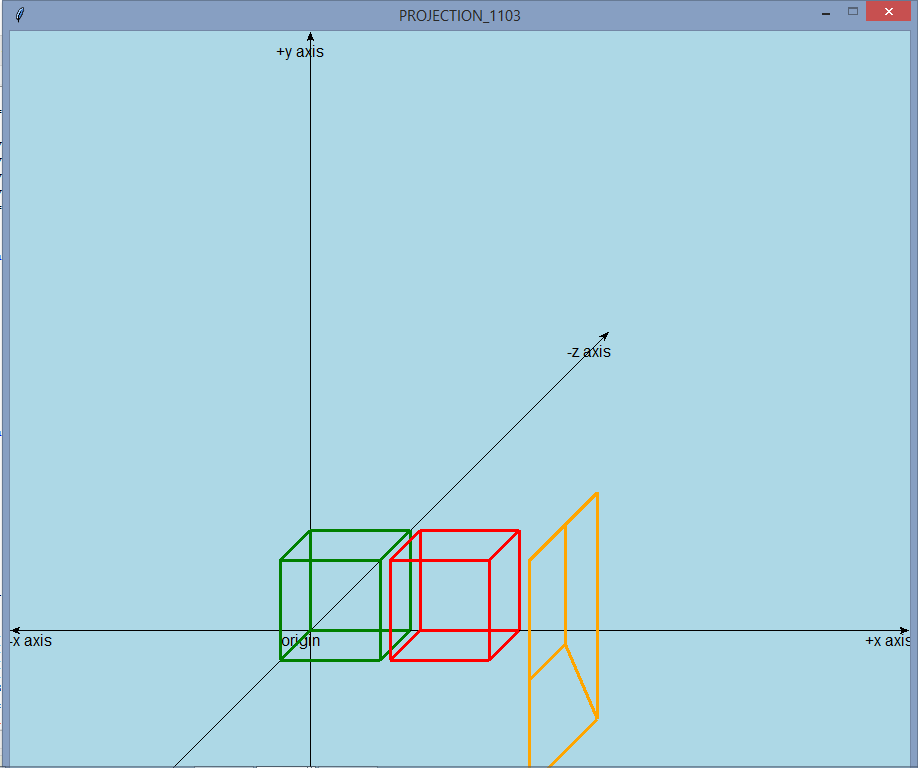 PROJECTION_1103
+y axis
-z axis
-x axis
origin
+x axis